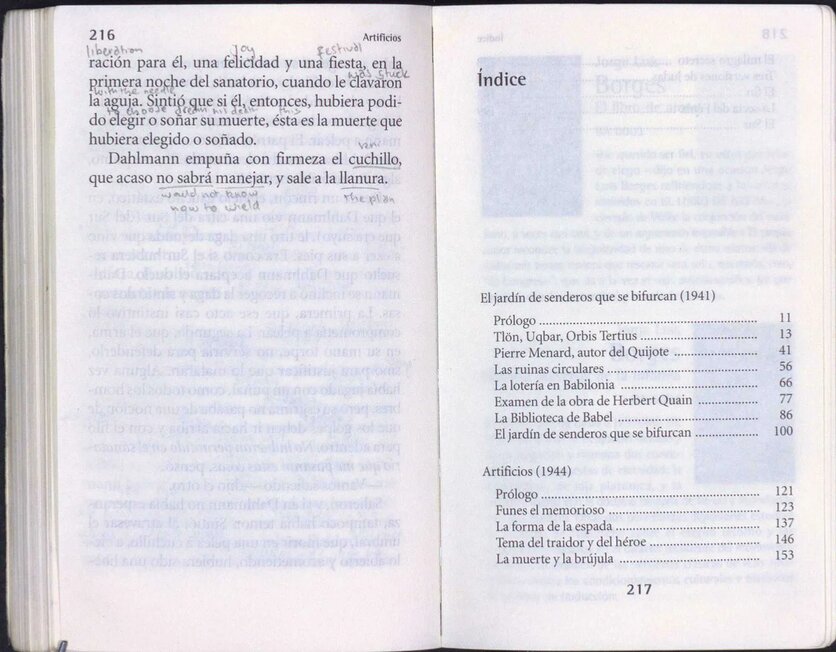 216
Artificios
liberation joy festival
ración para él, una felicidad y una fiesta, en la
was stuck
primera noche del sanatorio, cuando le clavaron
with the needle
la aguja. Sintió que si él, entonces, hubiera podi-
to choose dream his death this
do elegir o soñar su muerte, ésta es la muerte que
hubiera elegido o soñado.
Dahlmann empuña con firmeza el cuchillo,
que acaso no sabrá manejar, y sale a la llanura.
would not know the plan
how to wield
Índice
El jardín de senderos que se bifurcan (1941)
Prólogo 11
Tlön, Uqbar, Orbis Tertius 13
Pierre Menard, autor del Quijote 41
Las ruinas circulares 56
La lotería en Babilonia 66
Examen de la obra de Herbert Quain 77
La Biblioteca de Babel 86
El jardín de senderos que se bifurcan 100
Artificios (1944)
Prólogo 121
Funes el memorioso 123
La forma de la espada 137
Tema del traidor y del héroe 146
La muerte y la brújula 153
217